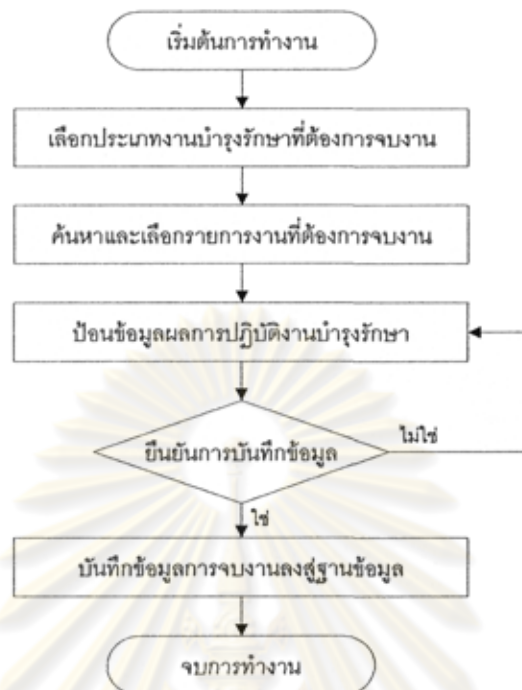 เริ่มต้นการทำงาน
เลือกประเภทงานบำรุงรักษาที่ต้องการจบงาน
ค้นหาและเลือกรายการงานที่ต้องการจบงาน
ป้อนข้อมูลผลการปฏิบัติงานบำรุงรักษา
ยืนยันการบันทึกข้อมูล
ไม่ใช่
ใช่
บันทึกข้อมูลการจบงานลงสู่ฐานข้อมูล
จบการทำงาน